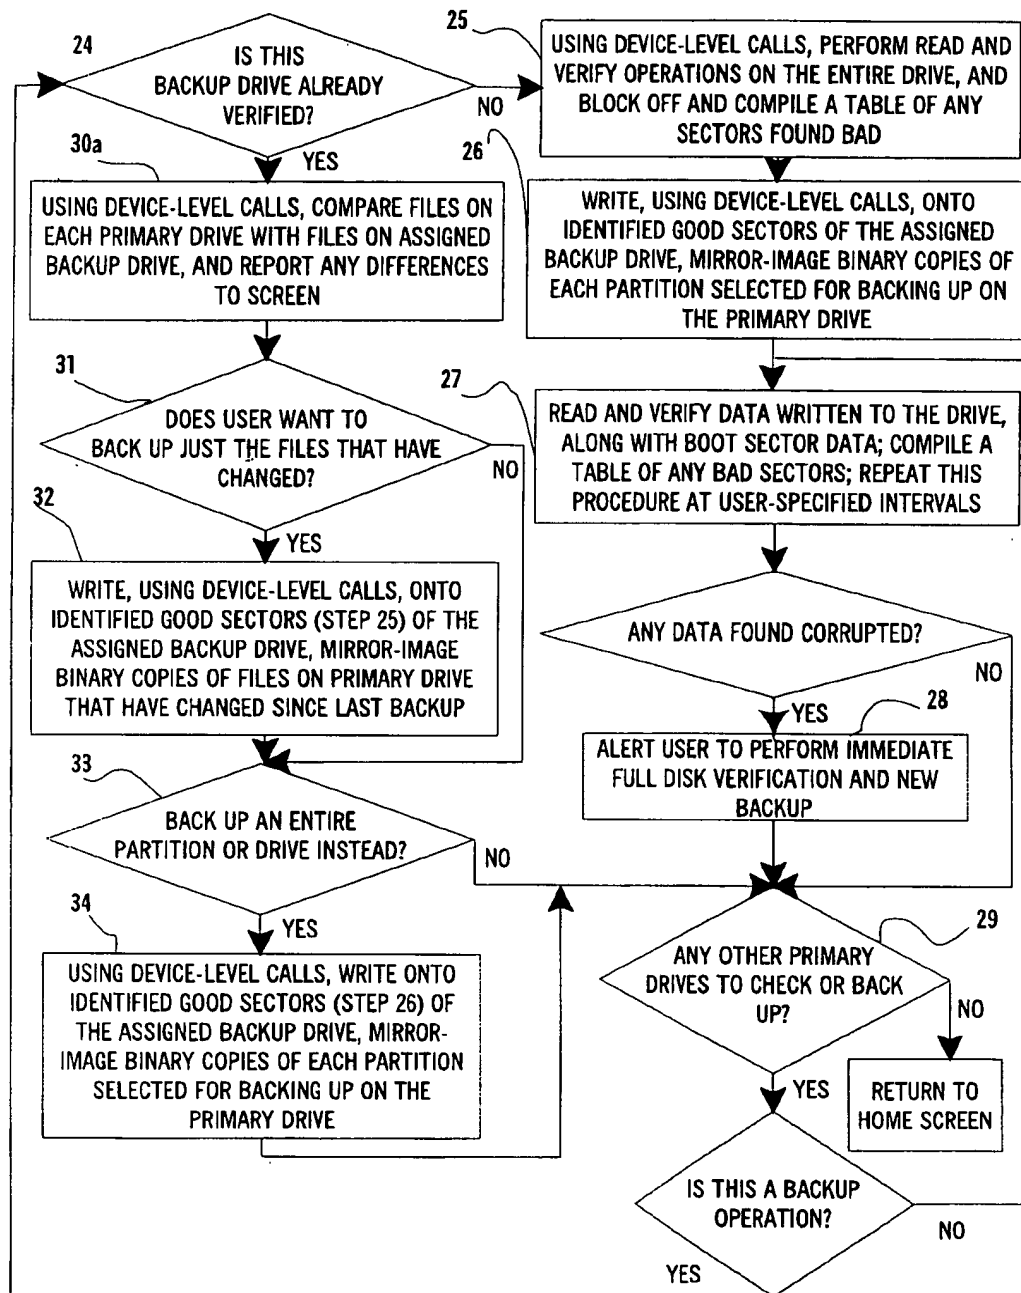 24
IS THIS
BACKUP DRIVE ALREADY
VERIFIED?
NO
YES
25
USING DEVICE-LEVEL CALLS, PERFORM READ AND
VERIFY OPERATIONS ON THE ENTIRE DRIVE, AND
BLOCK OFF AND COMPILE A TABLE OF ANY
SECTORS FOUND BAD
30a
USING DEVICE-LEVEL CALLS, COMPARE FILES ON
EACH PRIMARY DRIVE WITH FILES ON ASSIGNED
BACKUP DRIVE, AND REPORT ANY DIFFERENCES
TO SCREEN
26
WRITE, USING DEVICE-LEVEL CALLS, ONTO
IDENTIFIED GOOD SECTORS OF THE ASSIGNED
BACKUP DRIVE, MIRROR-IMAGE BINARY COPIES OF
EACH PARTITION SELECTED FOR BACKING UP ON
THE PRIMARY DRIVE
31
DOES USER WANT TO
BACK UP JUST THE FILES THAT HAVE
CHANGED?
NO
YES
27
READ AND VERIFY DATA WRITTEN TO THE DRIVE,
ALONG WITH BOOT SECTOR DATA; COMPILE A
TABLE OF ANY BAD SECTORS; REPEAT THIS
PROCEDURE AT USER-SPECIFIED INTERVALS
32
WRITE, USING DEVICE-LEVEL CALLS, ONTO
IDENTIFIED GOOD SECTORS (STEP 25) OF THE
ASSIGNED BACKUP DRIVE, MIRROR-IMAGE
BINARY COPIES OF FILES ON PRIMARY DRIVE
THAT HAVE CHANGED SINCE LAST BACKUP
ANY DATA FOUND CORRUPTED?
NO
YES
28
ALERT USER TO PERFORM IMMEDIATE
FULL DISK VERIFICATION AND NEW
BACKUP
33
BACK UP AN ENTIRE
PARTITION OR DRIVE INSTEAD?
NO
YES
34
USING DEVICE-LEVEL CALLS, WRITE ONTO
IDENTIFIED GOOD SECTORS (STEP 26) OF
THE ASSIGNED BACKUP DRIVE, MIRROR-
IMAGE BINARY COPIES OF EACH PARTITION
SELECTED FOR BACKING UP ON THE
PRIMARY DRIVE
29
ANY OTHER PRIMARY
DRIVES TO CHECK OR BACK
UP?
NO
YES
RETURN TO
HOME SCREEN
IS THIS A BACKUP
OPERATION?
NO
YES